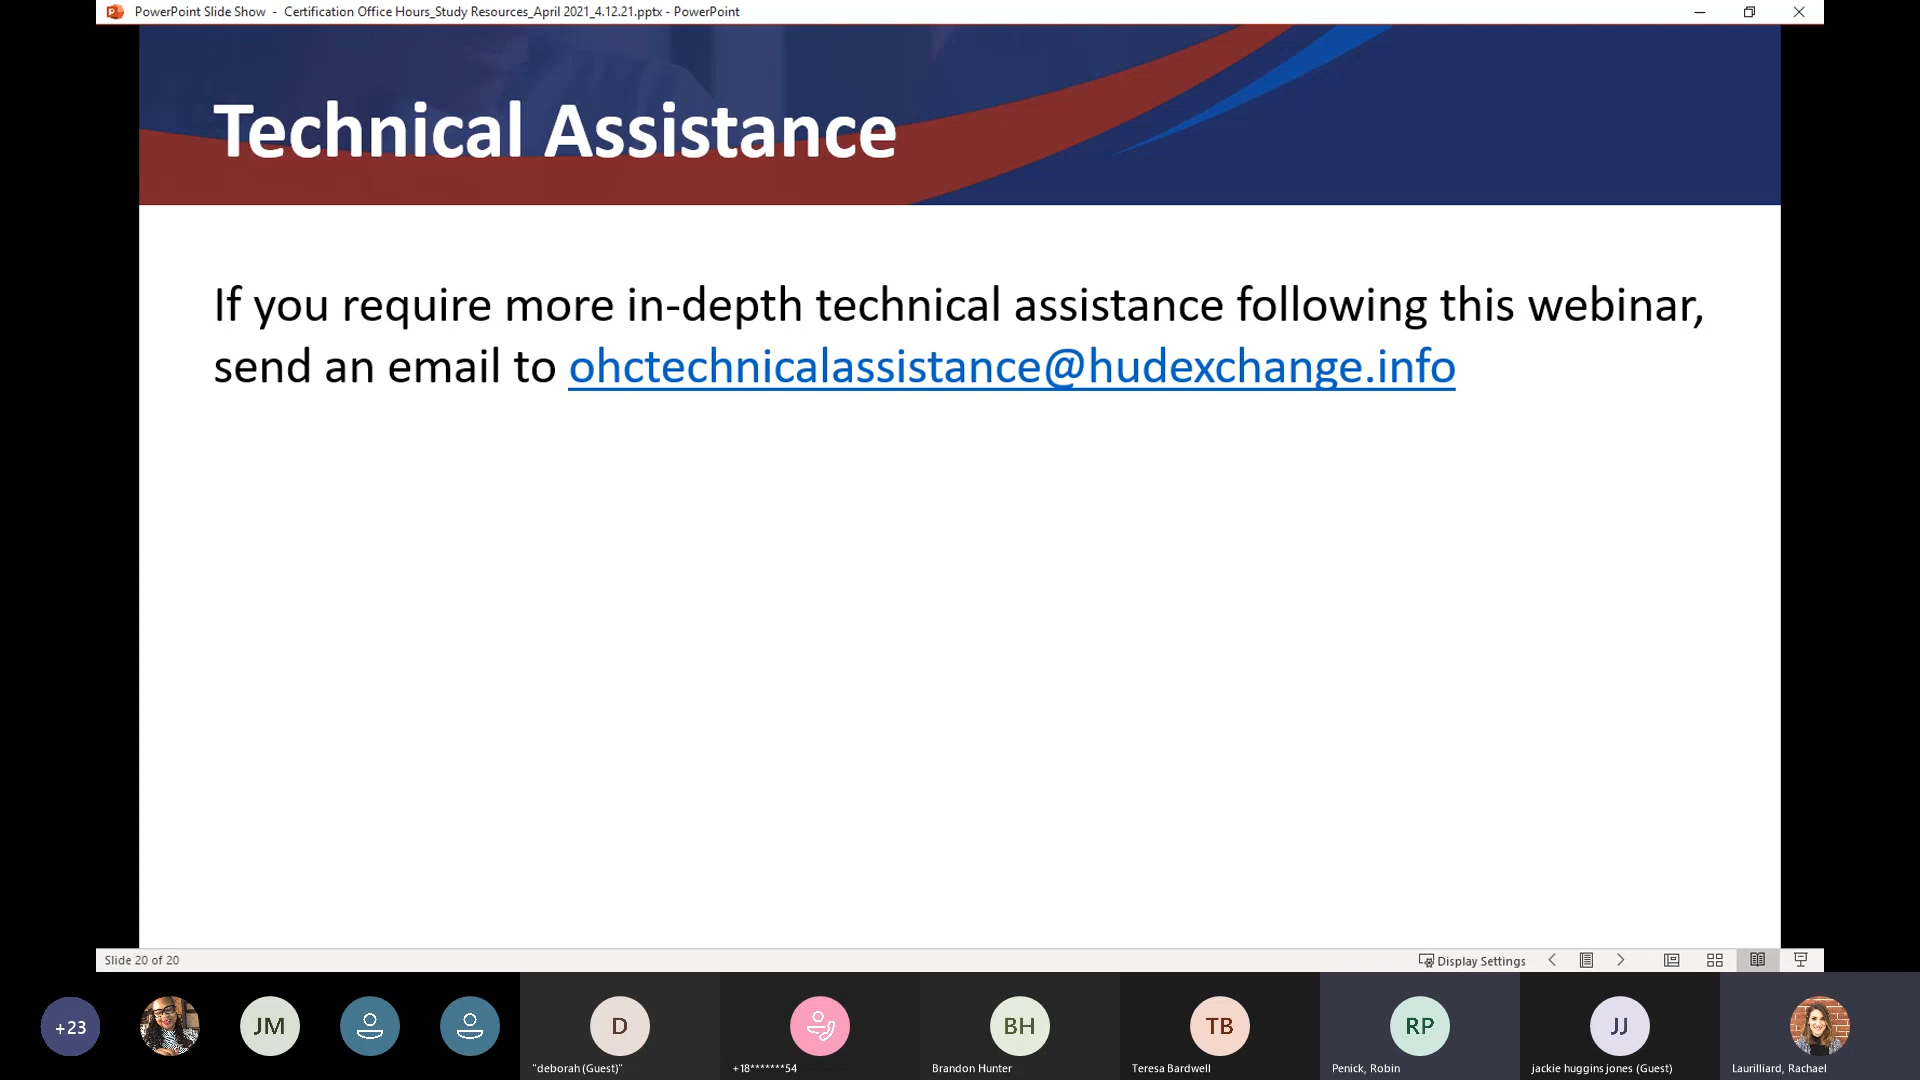 PowerPoint Slide Show - Certification Office Hours_Study Resources_April 2021_4.12.21.pptx - PowerPoint
Technical Assistance
If you require more in-depth technical assistance following this webinar,
send an email to ohctechnicalassistance@hudexchange.info
Slide 20 of 20
Display Settings
+23
JM
D
BH
TB
RP
JJ
"deborah (Guest)"
+18*******54
Brandon Hunter
Teresa Bardwell
Penick, Robin
jackie huggins jones (Guest)
Laurilliard, Rachael